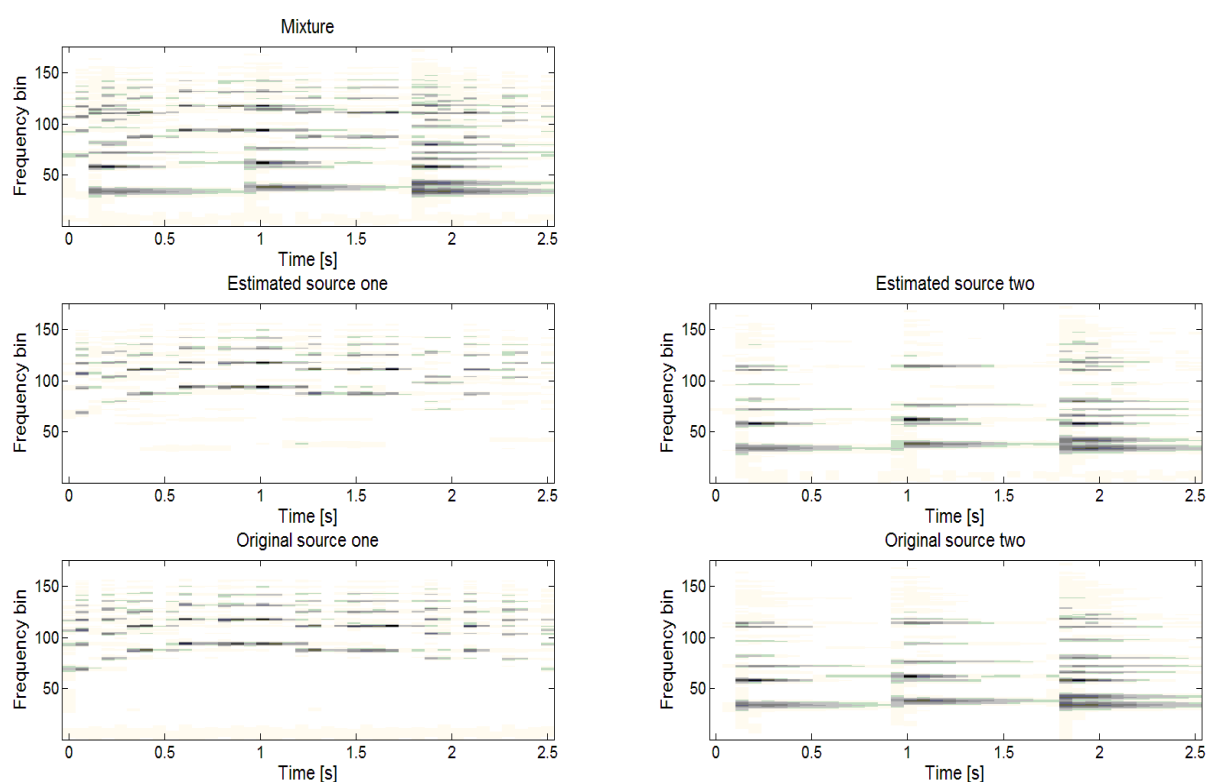 Mixture
Frequency bin
150
100
50
0 0.5 1 1.5 2 2.5
Time [s]
Estimated source one
Frequency bin
150
100
50
0 0.5 1 1.5 2 2.5
Time [s]
Estimated source two
Frequency bin
150
100
50
0 0.5 1 1.5 2 2.5
Time [s]
Original source one
Frequency bin
150
100
50
0 0.5 1 1.5 2 2.5
Time [s]
Original source two
Frequency bin
150
100
50
0 0.5 1 1.5 2 2.5
Time [s]